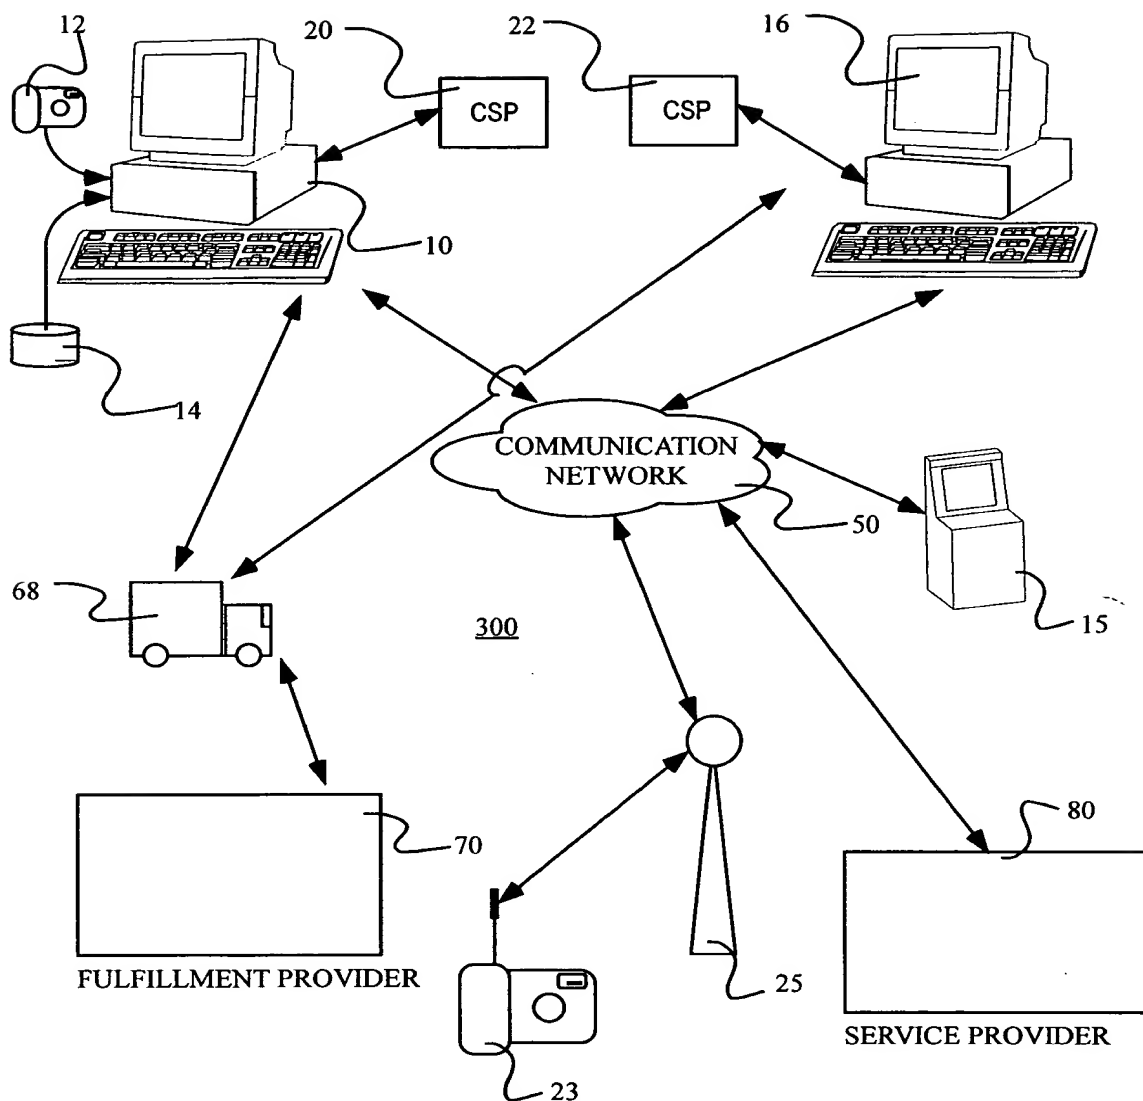 12
20
22
16
CSP
CSP
10
14
COMMUNICATION
NETWORK
50
68
300
15
70
80
FULFILLMENT PROVIDER
25
SERVICE PROVIDER
23